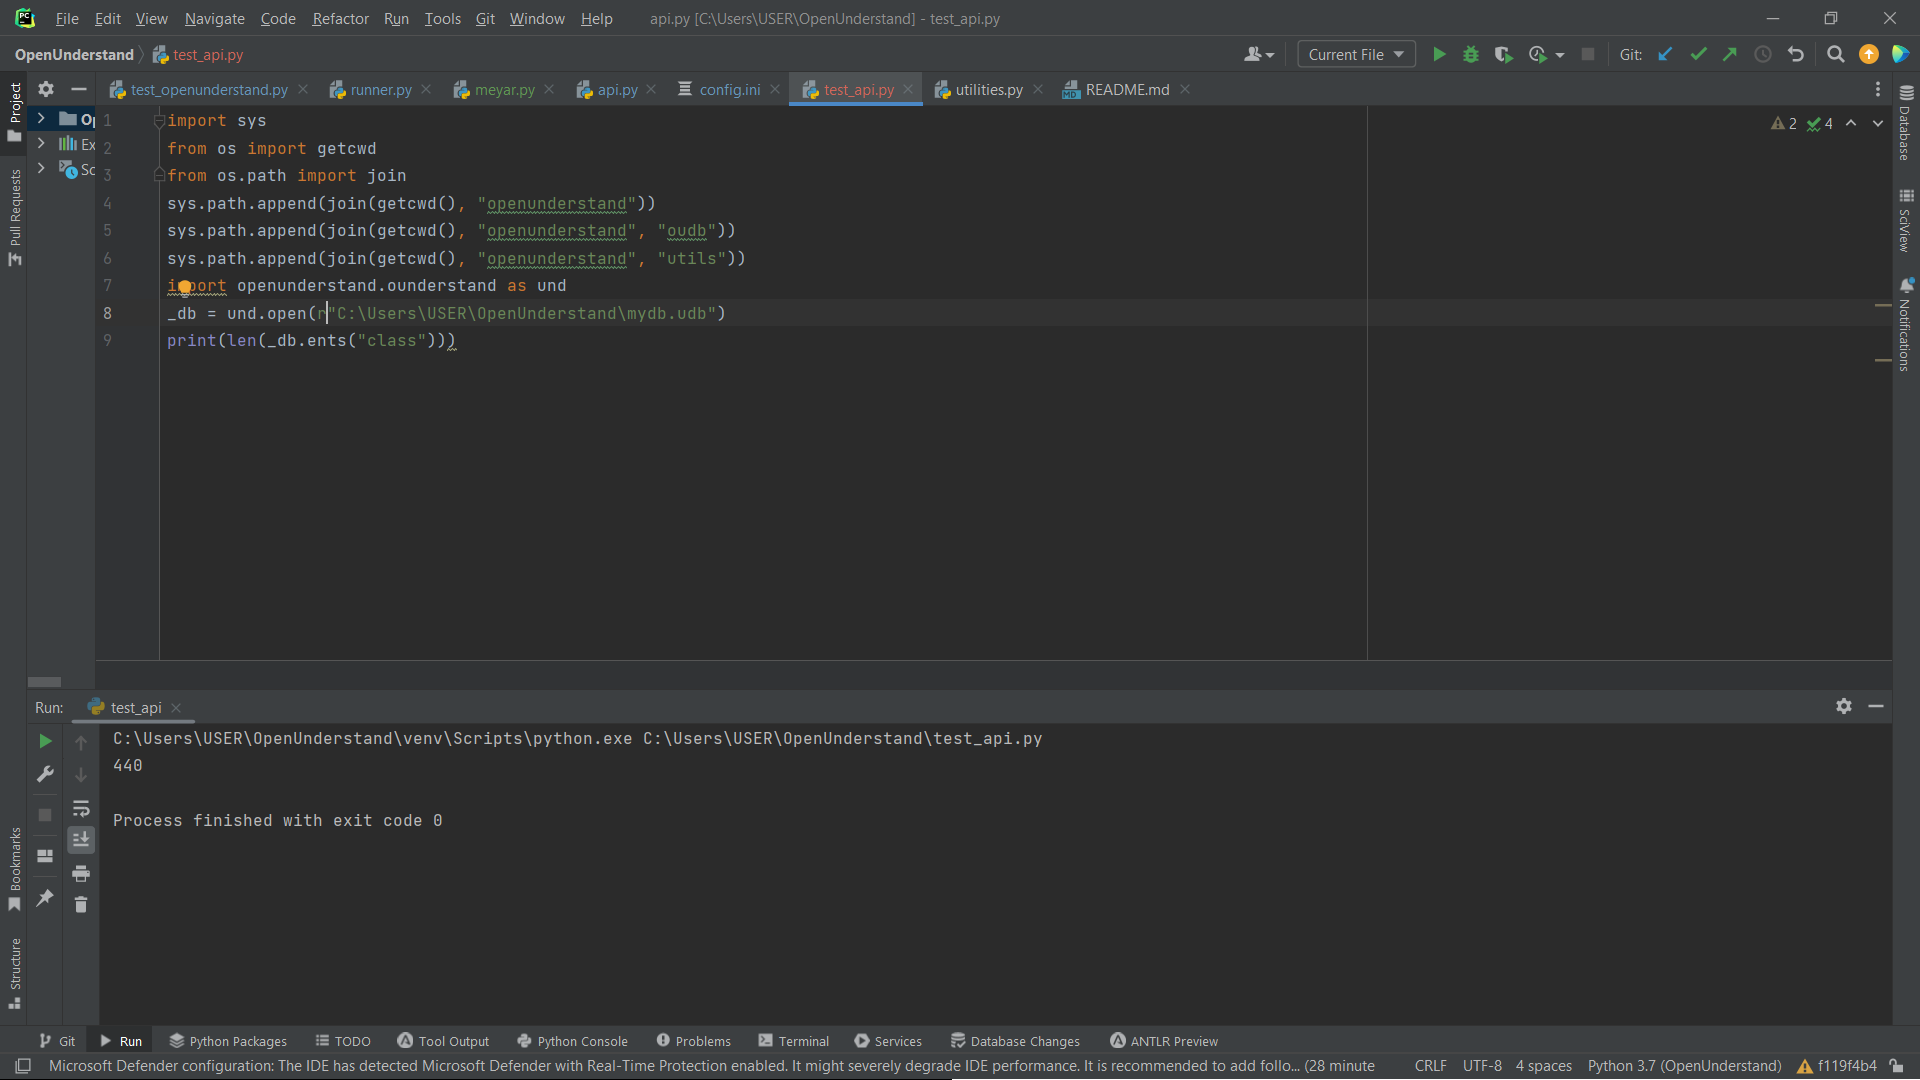 File Edit View Navigate Code Refactor Run Tools Git Window Help api.py [C:\Users\USER\OpenUnderstand] - test_api.py
OpenUnderstand test_api.py Current File Git:
Project
Pull Requests
Bookmarks
Structure
test_openunderstand.py runner.py meyar.py api.py config.ini test_api.py utilities.py README.md
Op
Ex
Sc
1 import sys
2 from os import getcwd
3 from os.path import join
4 sys.path.append(join(getcwd(), "openunderstand"))
5 sys.path.append(join(getcwd(), "openunderstand", "oudb"))
6 sys.path.append(join(getcwd(), "openunderstand", "utils"))
7 import openunderstand.ounderstand as und
8 _db = und.open(r"C:\Users\USER\OpenUnderstand\mydb.udb")
9 print(len(_db.ents("class")))
2 4
Database
SciView
Notifications
Run: test_api
C:\Users\USER\OpenUnderstand\venv\Scripts\python.exe C:\Users\USER\OpenUnderstand\test_api.py
440
Process finished with exit code 0
Git Run Python Packages TODO Tool Output Python Console Problems Terminal Services Database Changes ANTLR Preview
Microsoft Defender configuration: The IDE has detected Microsoft Defender with Real-Time Protection enabled. It might severely degrade IDE performance. It is recommended to add follo... (28 minute CRLF UTF-8 4 spaces Python 3.7 (OpenUnderstand) f119f4b4